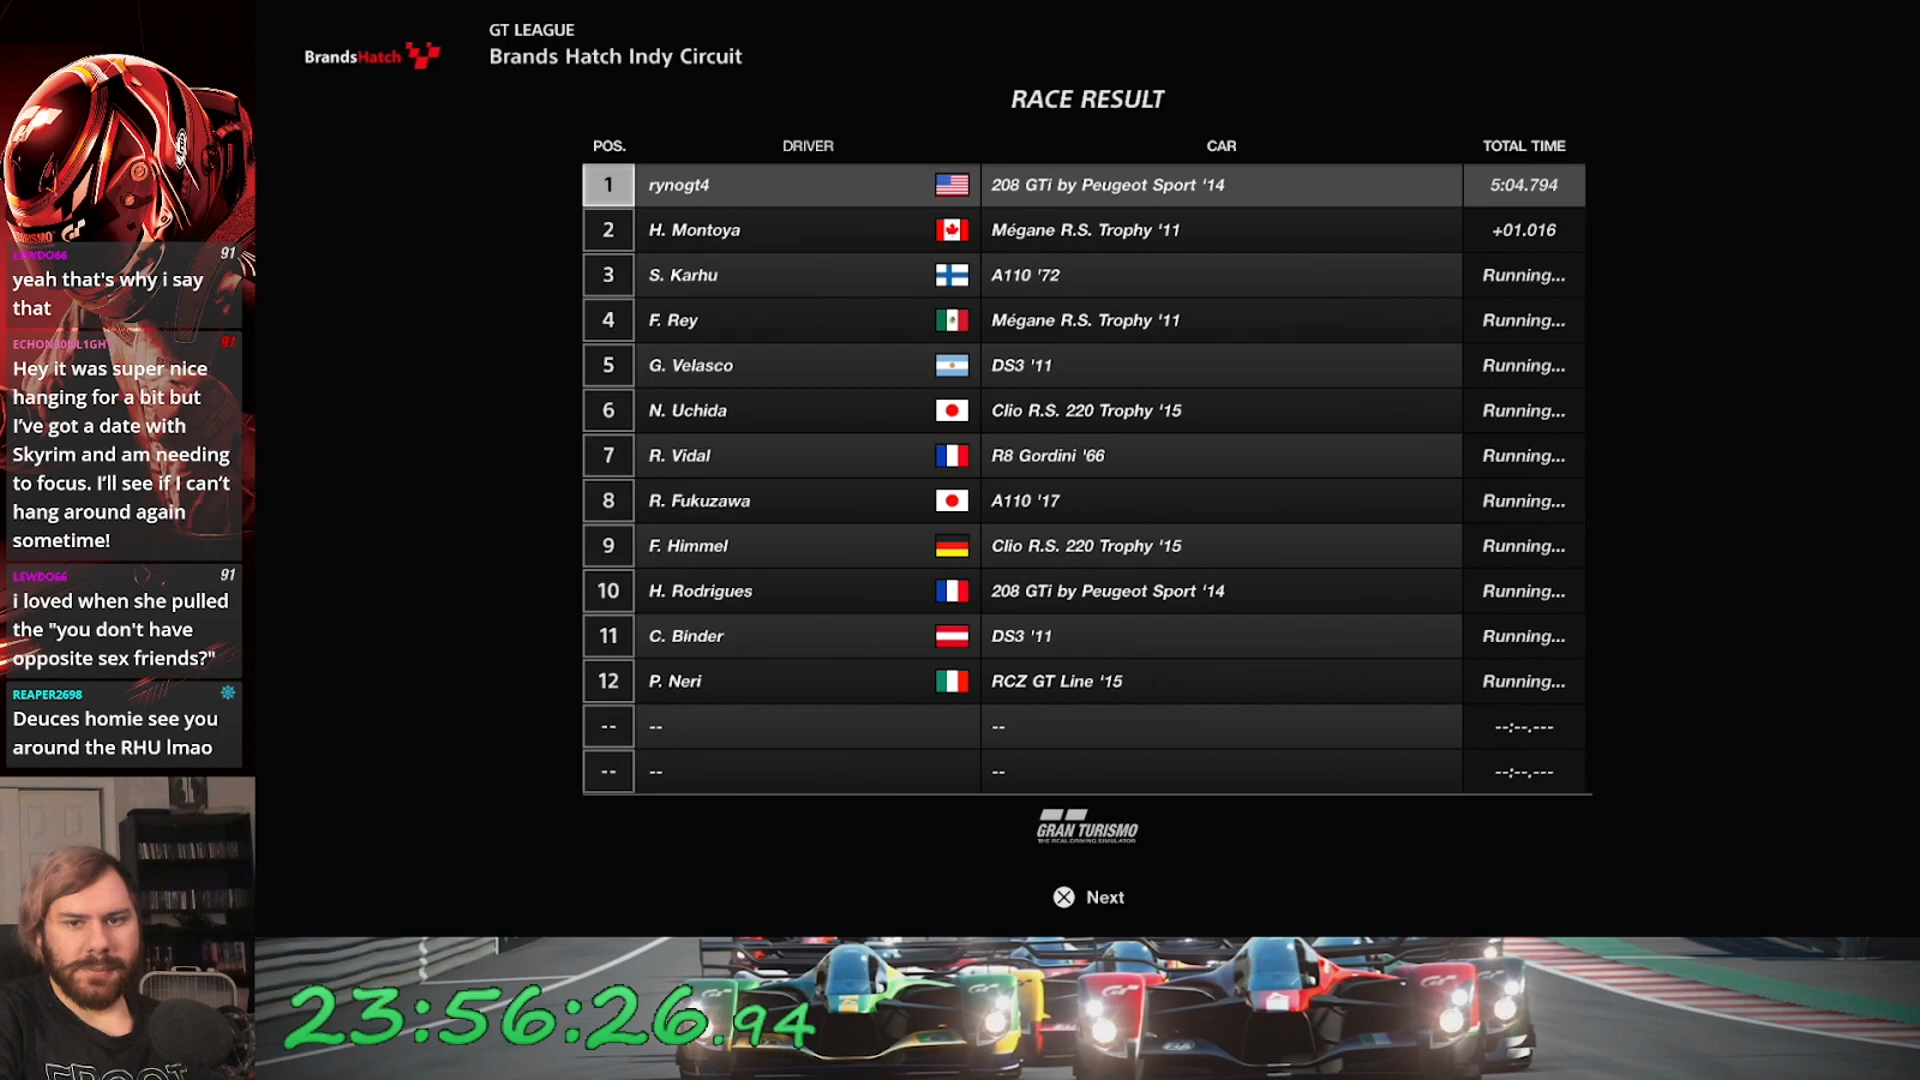 GT LEAGUE
BrandsHatch
Brands Hatch Indy Circuit
RACE RESULT
POS. DRIVER CAR TOTAL TIME
1 rynogt4 208 GTi by Peugeot Sport '14 5:04.794
2 H. Montoya Mégane R.S. Trophy '11 +01.016
3 S. Karhu A110 '72 Running...
4 F. Rey Mégane R.S. Trophy '11 Running...
5 G. Velasco DS3 '11 Running...
6 N. Uchida Clio R.S. 220 Trophy '15 Running...
7 R. Vidal R8 Gordini '66 Running...
8 R. Fukuzawa A110 '17 Running...
9 F. Himmel Clio R.S. 220 Trophy '15 Running...
10 H. Rodrigues 208 GTi by Peugeot Sport '14 Running...
11 C. Binder DS3 '11 Running...
12 P. Neri RCZ GT Line '15 Running...
-- -- -- --:--.---
-- -- -- --:--.---
GRAN TURISMO
THE REAL DRIVING SIMULATOR
Next
LEWDO66 91
yeah that's why i say
that
91
Hey it was super nice
hanging for a bit but
I've got a date with
Skyrim and am needing
to focus. I'll see if I can't
hang around again
sometime!
LEWDO66 91
i loved when she pulled
the "you don't have
opposite sex friends?"
REAPER2698
Deuces homie see you
around the RHU lmao
23:56:26.94